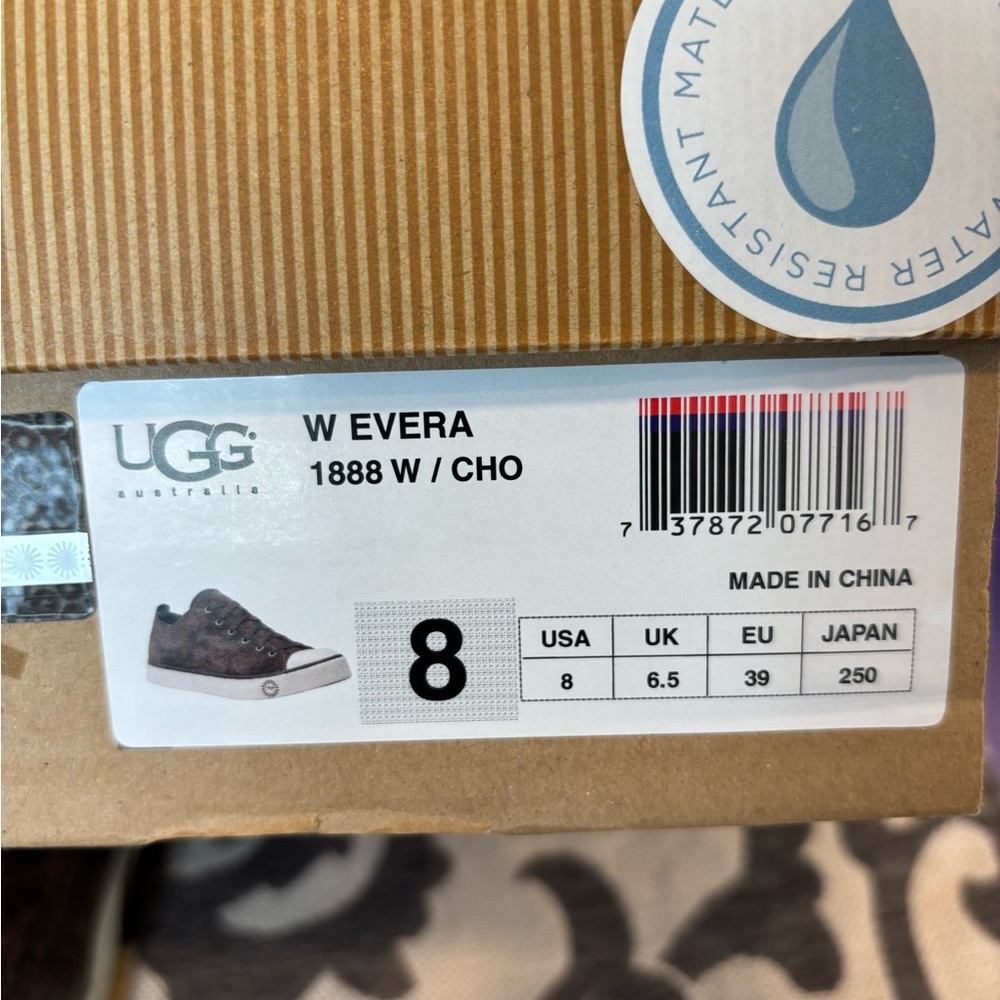 WATER RESISTANT
UGG®
australia
W EVERA
1888 W / CHO
7 37872 07716 7
MADE IN CHINA
8
USA UK EU JAPAN
8 6.5 39 250